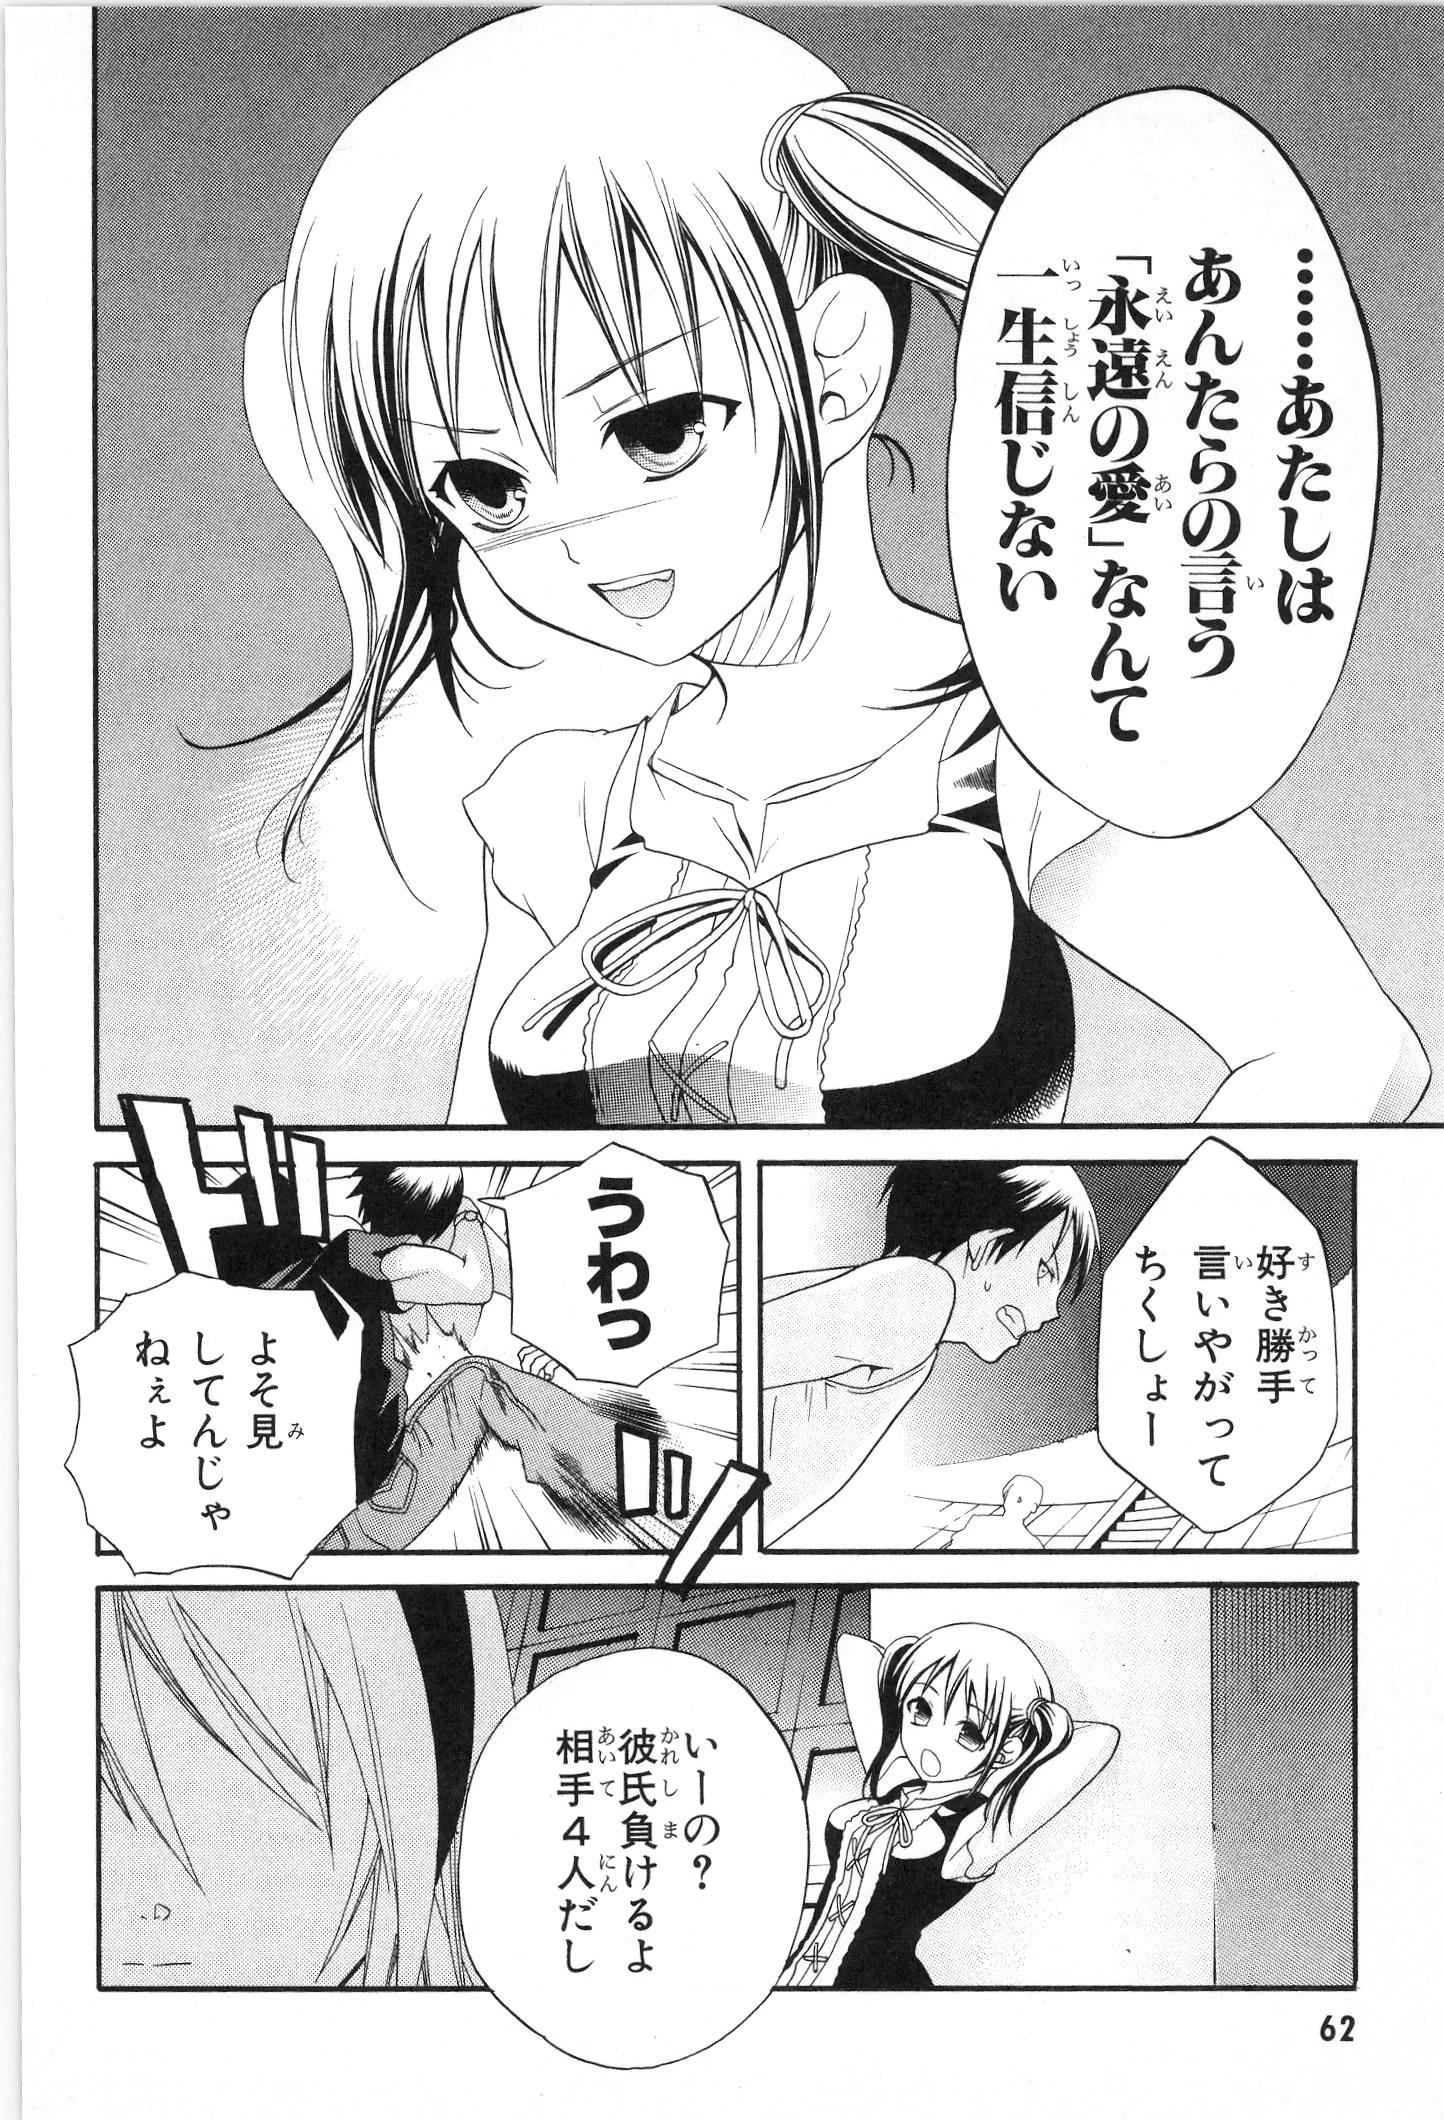 ……あたしは
あんたらの言う
「永遠の愛」なんて
一生信じない
好き勝手
言いやがって
ちくしょー
うわっ
よそ見
してんじゃ
ねぇよ
いーの?
彼氏負けるよ
相手4人だし
62